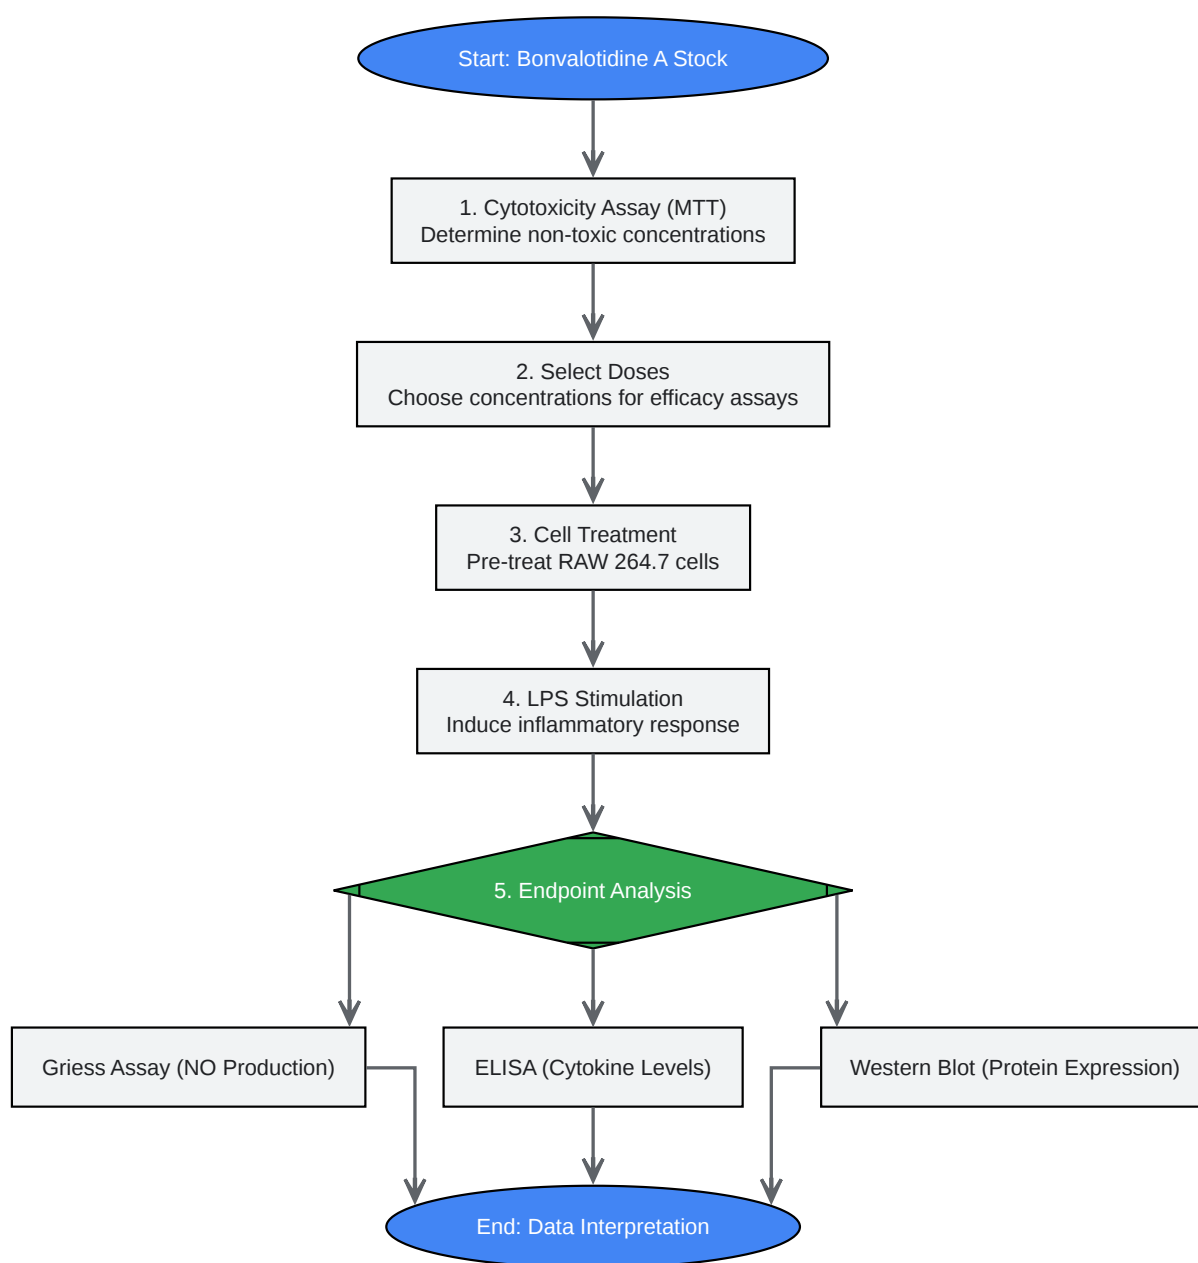 Start: Bonvalotidine A Stock
1. Cytotoxicity Assay (MTT)
Determine non-toxic concentrations
2. Select Doses
Choose concentrations for efficacy assays
3. Cell Treatment
Pre-treat RAW 264.7 cells
4. LPS Stimulation
Induce inflammatory response
5. Endpoint Analysis
Griess Assay (NO Production)
ELISA (Cytokine Levels)
Western Blot (Protein Expression)
End: Data Interpretation